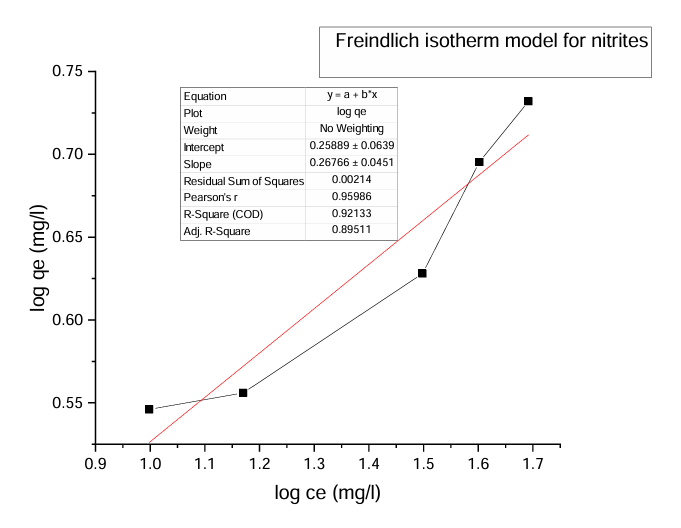 Freindlich isotherm model for nitrites
0.75
0.70
0.65
0.60
0.55
log qe (mg/l)
Equation y = a + b*x
Plot log qe
Weight No Weighting
Intercept 0.25889 ± 0.0639
Slope 0.26766 ± 0.0451
Residual Sum of Squares 0.00214
Pearson's r 0.95986
R-Square (COD) 0.92133
Adj. R-Square 0.89511
0.9 1.0 1.1 1.2 1.3 1.4 1.5 1.6 1.7
log ce (mg/l)